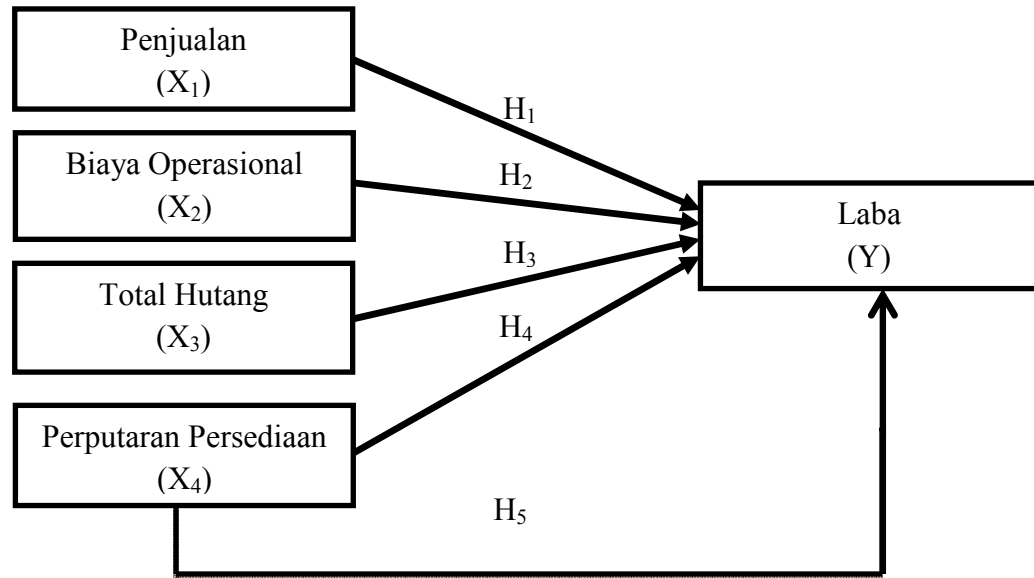 Penjualan
(X₁)
H₁
Biaya Operasional
(X₂)
H₂
Laba
(Y)
Total Hutang
(X₃)
H₃
H₄
Perputaran Persediaan
(X₄)
H₅